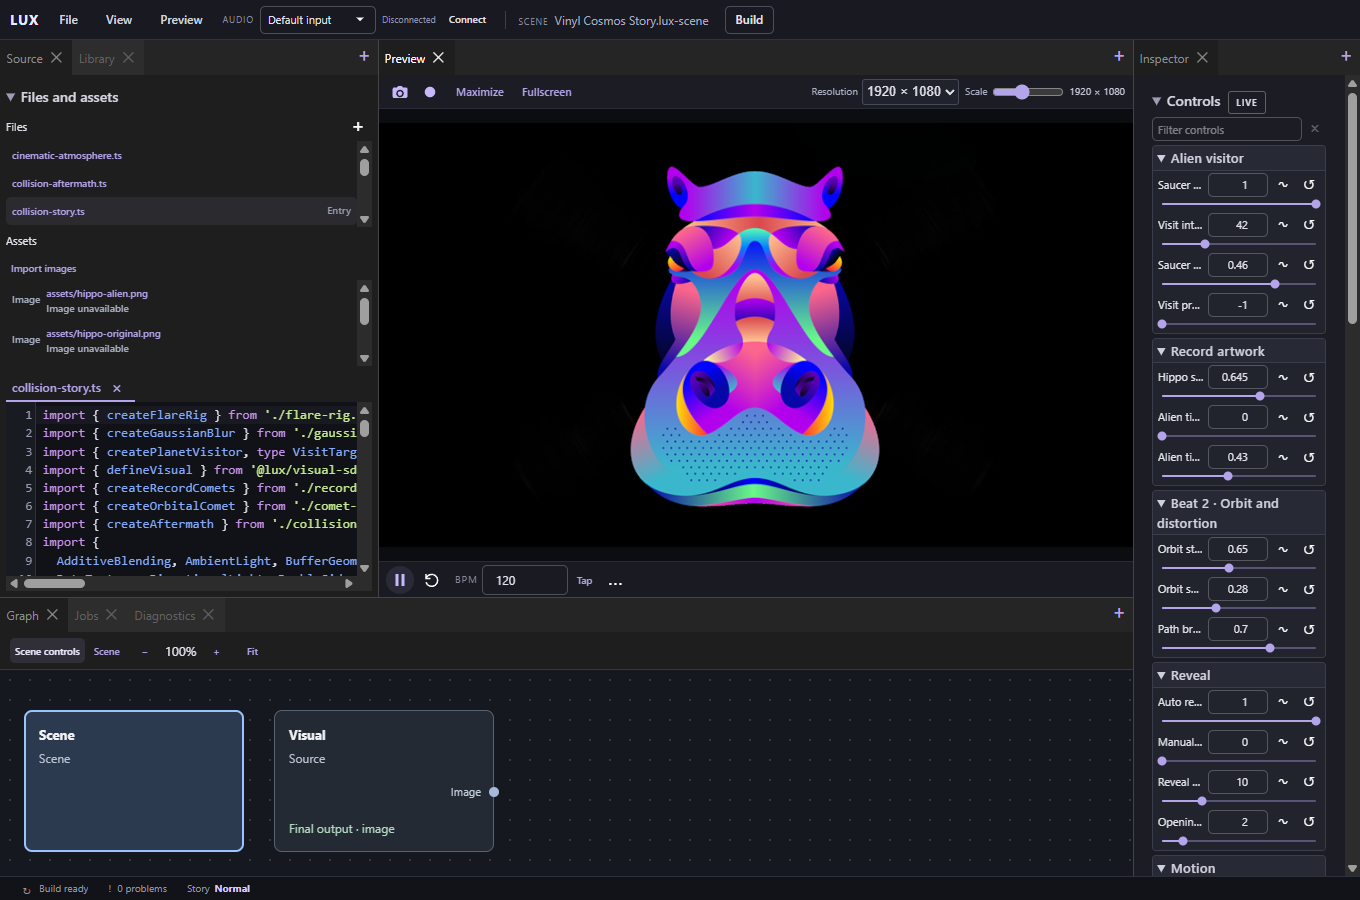 LUX File View Preview AUDIO Default input Disconnected Connect SCENE Vinyl Cosmos Story.lux-scene Build
Source Library
Files and assets
Files
cinematic-atmosphere.ts
collision-aftermath.ts
collision-story.ts Entry
Assets
Import images
Image assets/hippo-alien.png
Image unavailable
Image assets/hippo-original.png
Image unavailable
collision-story.ts
1 import { createFlareRig } from './flare-rig.
2 import { createGaussianBlur } from './gaussi
3 import { createPlanetVisitor, type VisitTarg
4 import { defineVisual } from '@lux/visual-sd
5 import { createRecordComets } from './record
6 import { createOrbitalComet } from './comet-
7 import { createAftermath } from './collision
8 import {
9 AdditiveBlending, AmbientLight, BufferGeom
Preview
Maximize Fullscreen Resolution 1920 × 1080 Scale 1920 × 1080
BPM 120 Tap ...
Graph Jobs Diagnostics
Scene controls Scene − 100% + Fit
Scene
Scene
Visual
Source
Image
Final output · image
Inspector
Controls LIVE
Filter controls
Alien visitor
Saucer ... 1
Visit int... 42
Saucer ... 0.46
Visit pr... -1
Record artwork
Hippo s... 0.645
Alien ti... 0
Alien ti... 0.43
Beat 2 · Orbit and
distortion
Orbit st... 0.65
Orbit s... 0.28
Path br... 0.7
Reveal
Auto re... 1
Manual... 0
Reveal ... 10
Openin... 2
Motion
Build ready ! 0 problems Story Normal